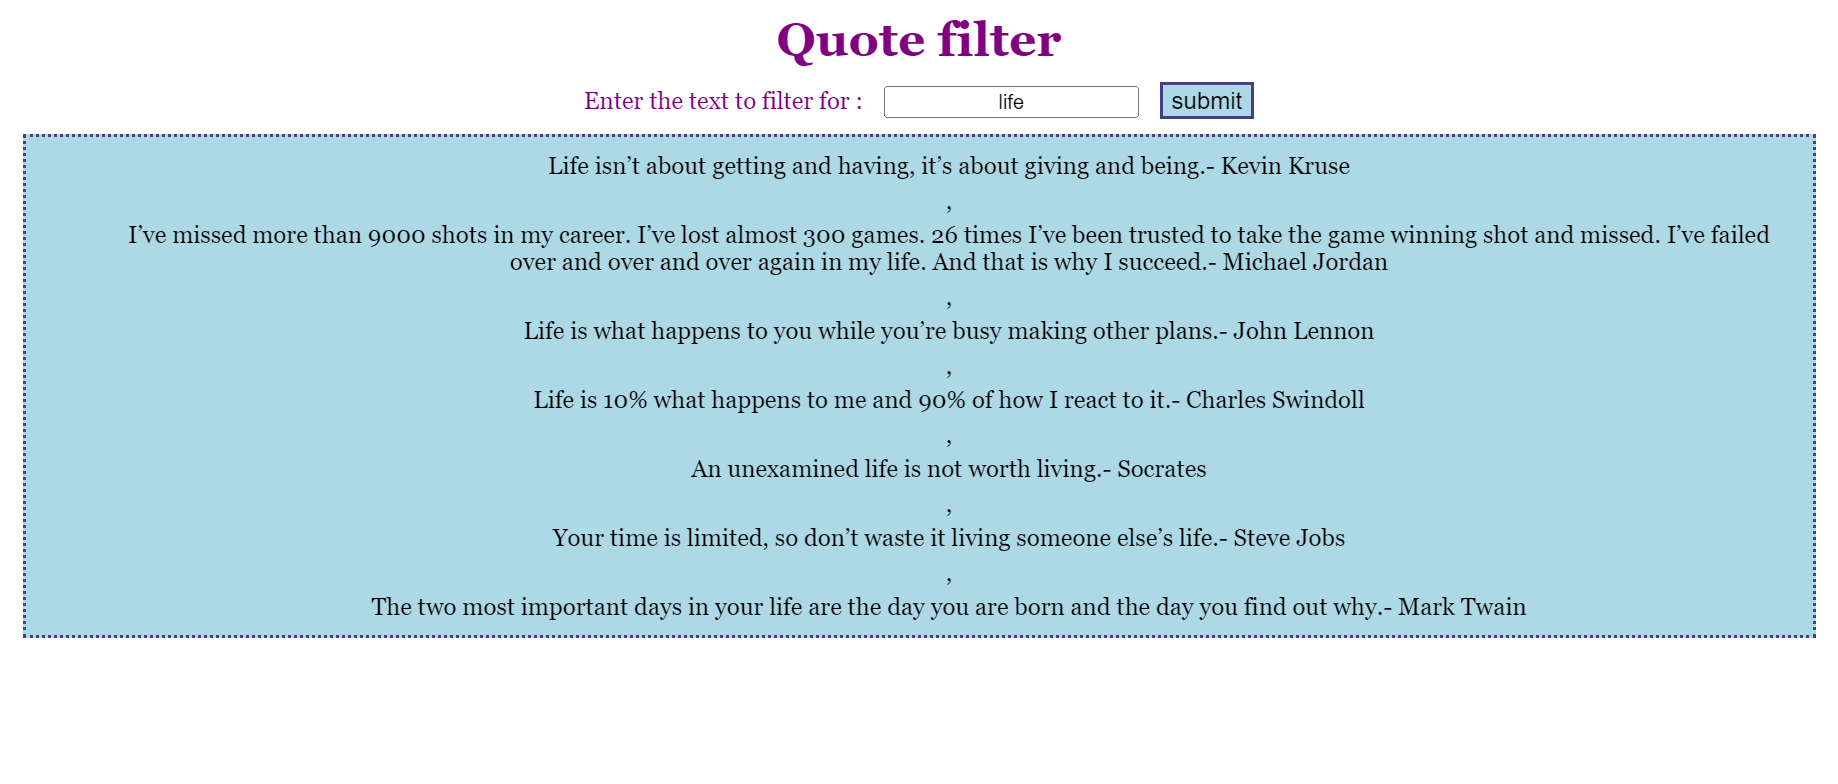 Quote filter
Enter the text to filter for : life submit
Life isn’t about getting and having, it’s about giving and being.- Kevin Kruse
,
I’ve missed more than 9000 shots in my career. I’ve lost almost 300 games. 26 times I’ve been trusted to take the game winning shot and missed. I’ve failed
over and over and over again in my life. And that is why I succeed.- Michael Jordan
,
Life is what happens to you while you’re busy making other plans.- John Lennon
,
Life is 10% what happens to me and 90% of how I react to it.- Charles Swindoll
,
An unexamined life is not worth living.- Socrates
,
Your time is limited, so don’t waste it living someone else’s life.- Steve Jobs
,
The two most important days in your life are the day you are born and the day you find out why.- Mark Twain